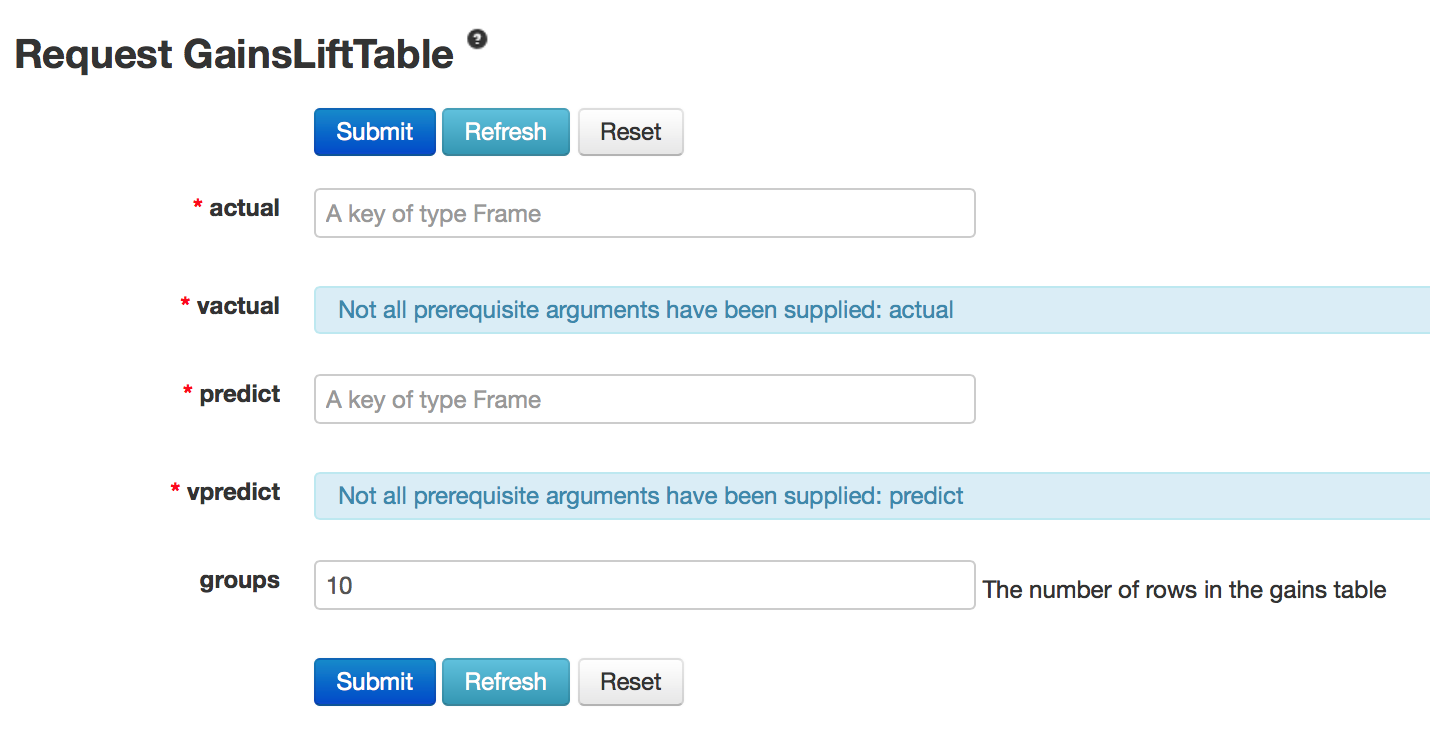 Request GainsLiftTable ?
Submit Refresh Reset
* actual A key of type Frame
* vactual Not all prerequisite arguments have been supplied: actual
* predict A key of type Frame
* vpredict Not all prerequisite arguments have been supplied: predict
groups 10 The number of rows in the gains table
Submit Refresh Reset